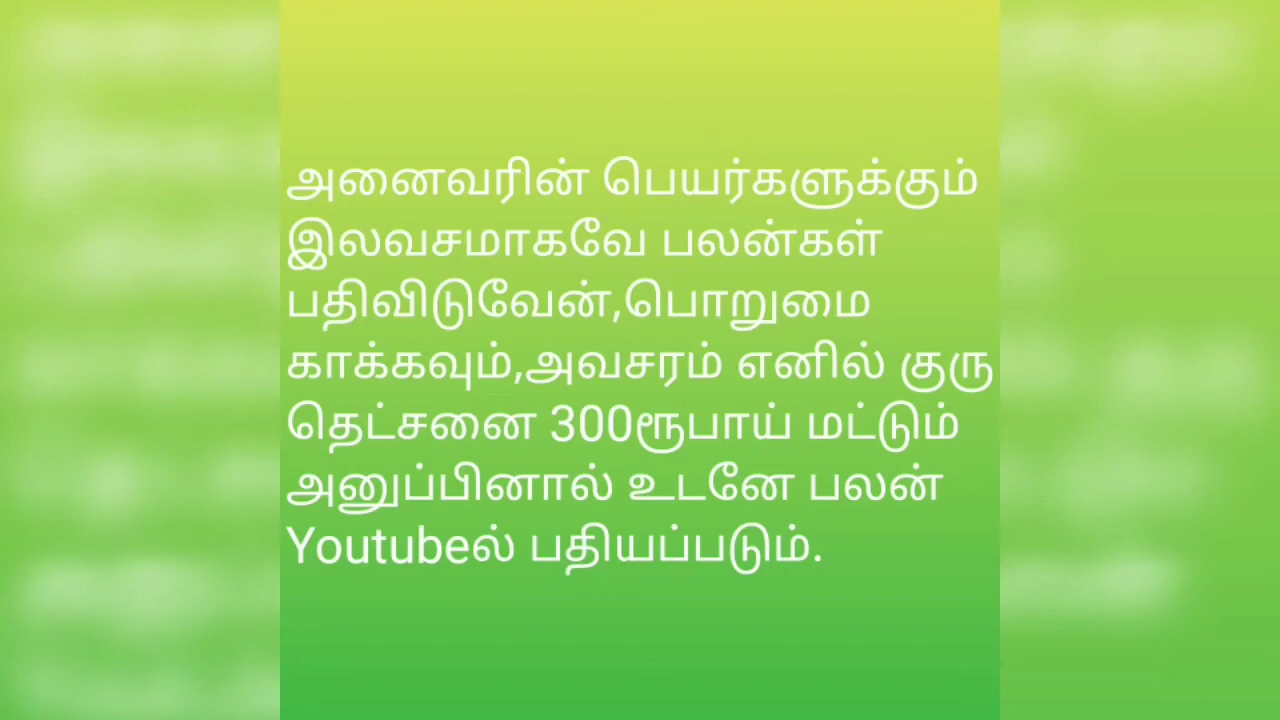 அனைவரின் பெயர்களுக்கும்
இலவசமாகவே பலன்கள்
பதிவிடுவேன்,பொறுமை
காக்கவும்,அவசரம் எனில் குரு
தெட்சனை 300ரூபாய் மட்டும்
அனுப்பினால் உடனே பலன்
Youtubeல் பதியப்படும்.